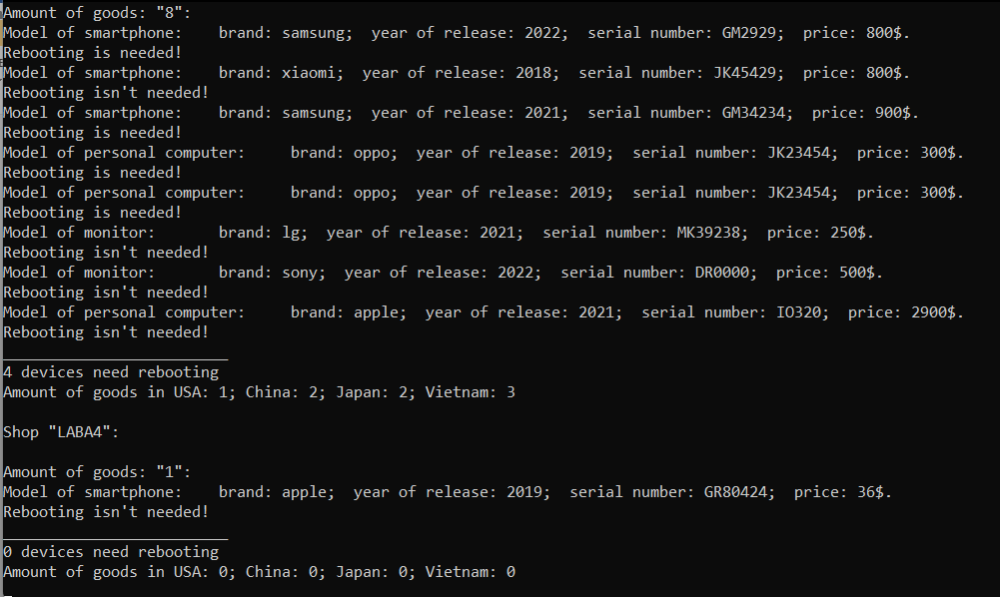 Amount of goods: "8":
Model of smartphone:    brand: samsung;  year of release: 2022;  serial number: GM2929;  price: 800$.
Rebooting is needed!
Model of smartphone:    brand: xiaomi;  year of release: 2018;  serial number: JK45429;  price: 800$.
Rebooting isn't needed!
Model of smartphone:    brand: samsung;  year of release: 2021;  serial number: GM34234;  price: 900$.
Rebooting is needed!
Model of personal computer:     brand: oppo;  year of release: 2019;  serial number: JK23454;  price: 300$.
Rebooting is needed!
Model of personal computer:     brand: oppo;  year of release: 2019;  serial number: JK23454;  price: 300$.
Rebooting is needed!
Model of monitor:       brand: lg;  year of release: 2021;  serial number: MK39238;  price: 250$.
Rebooting isn't needed!
Model of monitor:       brand: sony;  year of release: 2022;  serial number: DR0000;  price: 500$.
Rebooting isn't needed!
Model of personal computer:     brand: apple;  year of release: 2021;  serial number: IO320;  price: 2900$.
Rebooting isn't needed!
_________________________
4 devices need rebooting
Amount of goods in USA: 1; China: 2; Japan: 2; Vietnam: 3
Shop "LABA4":
Amount of goods: "1":
Model of smartphone:    brand: apple;  year of release: 2019;  serial number: GR80424;  price: 36$.
Rebooting isn't needed!
_________________________
0 devices need rebooting
Amount of goods in USA: 0; China: 0; Japan: 0; Vietnam: 0